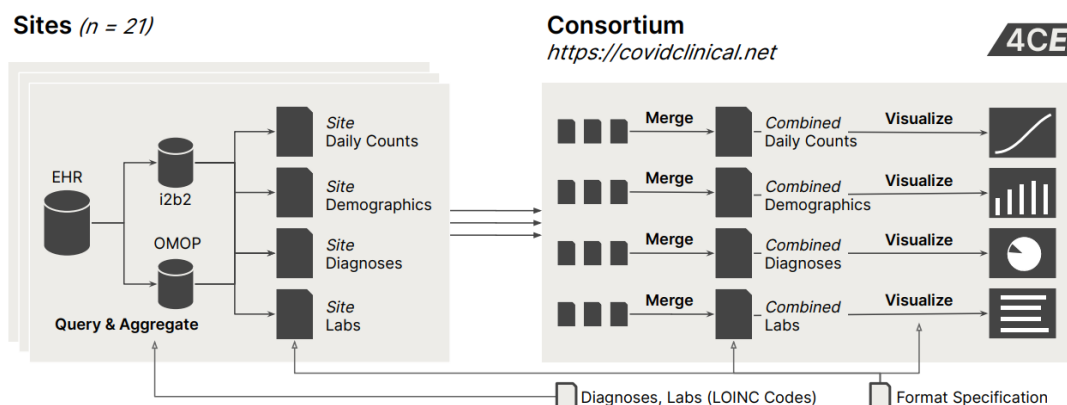 Sites (n = 21)
Consortium
https://covidclinical.net
4CE
EHR
i2b2
OMOP
Query & Aggregate
Site
Daily Counts
Site
Demographics
Site
Diagnoses
Site
Labs
Merge
Combined
Daily Counts
Visualize
Merge
Combined
Demographics
Visualize
Merge
Combined
Diagnoses
Visualize
Merge
Combined
Labs
Visualize
Diagnoses, Labs (LOINC Codes)
Format Specification